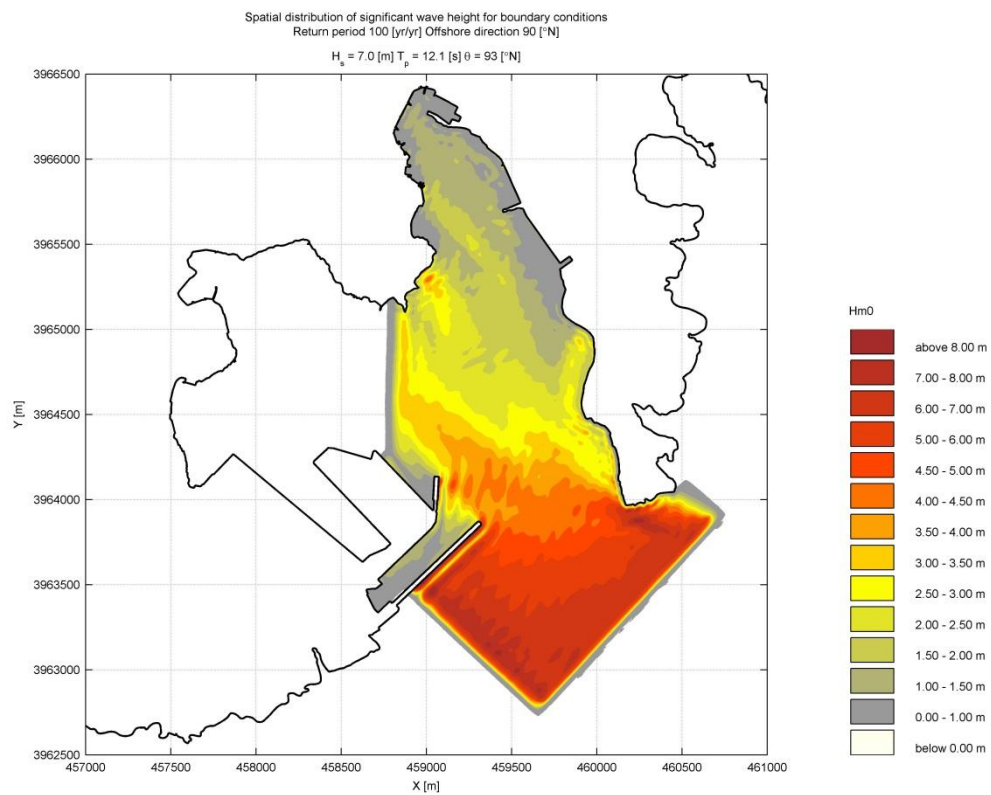 Spatial distribution of significant wave height for boundary conditions
Return period 100 [yr/yr] Offshore direction 90 [°N]
H_s = 7.0 [m] T_p = 12.1 [s] θ = 93 [°N]
3966500
3966000
3965500
3965000
3964500
3964000
3963500
3963000
3962500
Y [m]
457000 457500 458000 458500 459000 459500 460000 460500 461000
X [m]
Hm0
above 8.00 m
7.00 - 8.00 m
6.00 - 7.00 m
5.00 - 6.00 m
4.50 - 5.00 m
4.00 - 4.50 m
3.50 - 4.00 m
3.00 - 3.50 m
2.50 - 3.00 m
2.00 - 2.50 m
1.50 - 2.00 m
1.00 - 1.50 m
0.00 - 1.00 m
below 0.00 m